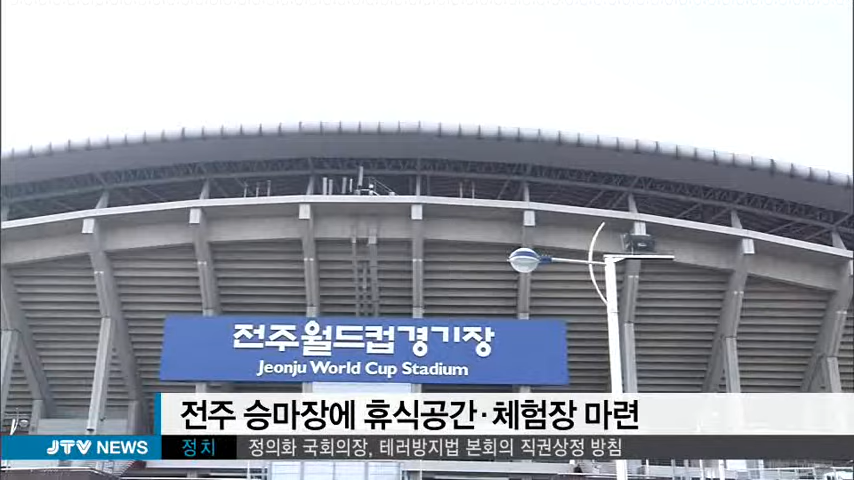 전주월드컵경기장
Jeonju World Cup Stadium
전주 승마장에 휴식공간·체험장 마련
JTV NEWS
정치 정의화 국회의장, 테러방지법 본회의 직권상정 방침